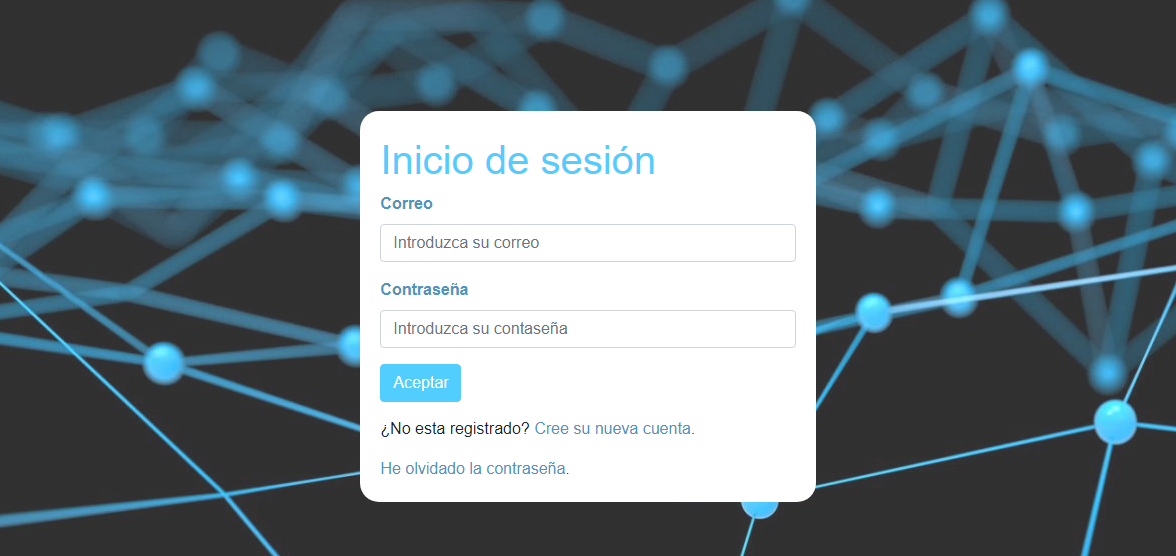 Inicio de sesión
Correo
Introduzca su correo
Contraseña
Introduzca su contaseña
Aceptar
¿No esta registrado? Cree su nueva cuenta.
He olvidado la contraseña.